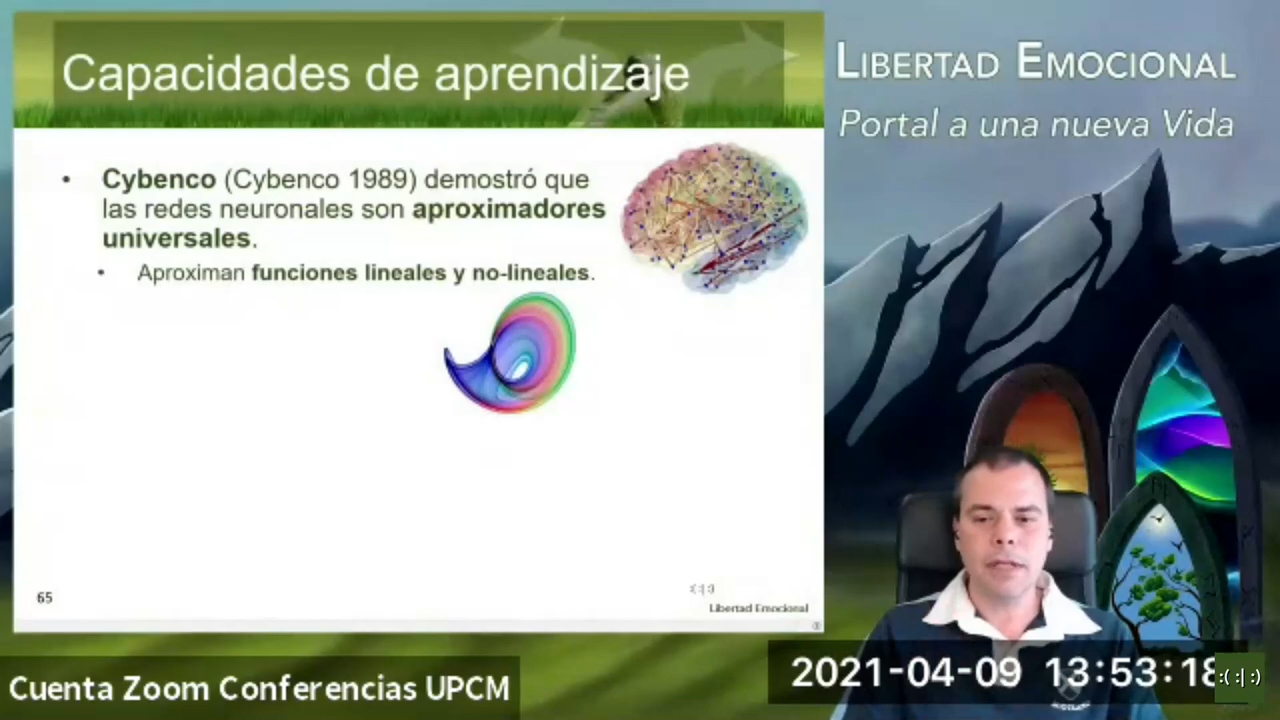 Capacidades de aprendizaje
• Cybenco (Cybenco 1989) demostró que
las redes neuronales son aproximadores
universales.
• Aproximan funciones lineales y no-lineales.
65
:(:|:)
Libertad Emocional
LIBERTAD EMOCIONAL
Portal a una nueva Vida
Cuenta Zoom Conferencias UPCM
2021-04-09 13:53:18
:(:|:)